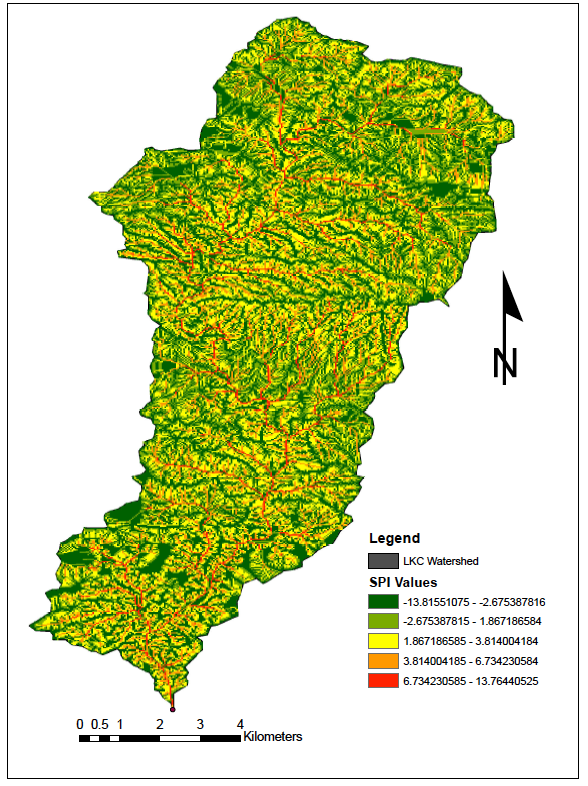 N
Legend
LKC Watershed
SPI Values
-13.81551075 - -2.675387816
-2.675387815 - 1.867186584
1.867186585 - 3.814004184
3.814004185 - 6.734230584
6.734230585 - 13.76440525
0 0.5 1 2 3 4
Kilometers